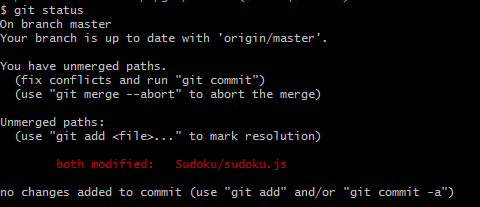 $ git status
On branch master
Your branch is up to date with 'origin/master'.
You have unmerged paths.
(fix conflicts and run "git commit")
(use "git merge --abort" to abort the merge)
Unmerged paths:
(use "git add <file>..." to mark resolution)
both modified: Sudoku/sudoku.js
no changes added to commit (use "git add" and/or "git commit -a")